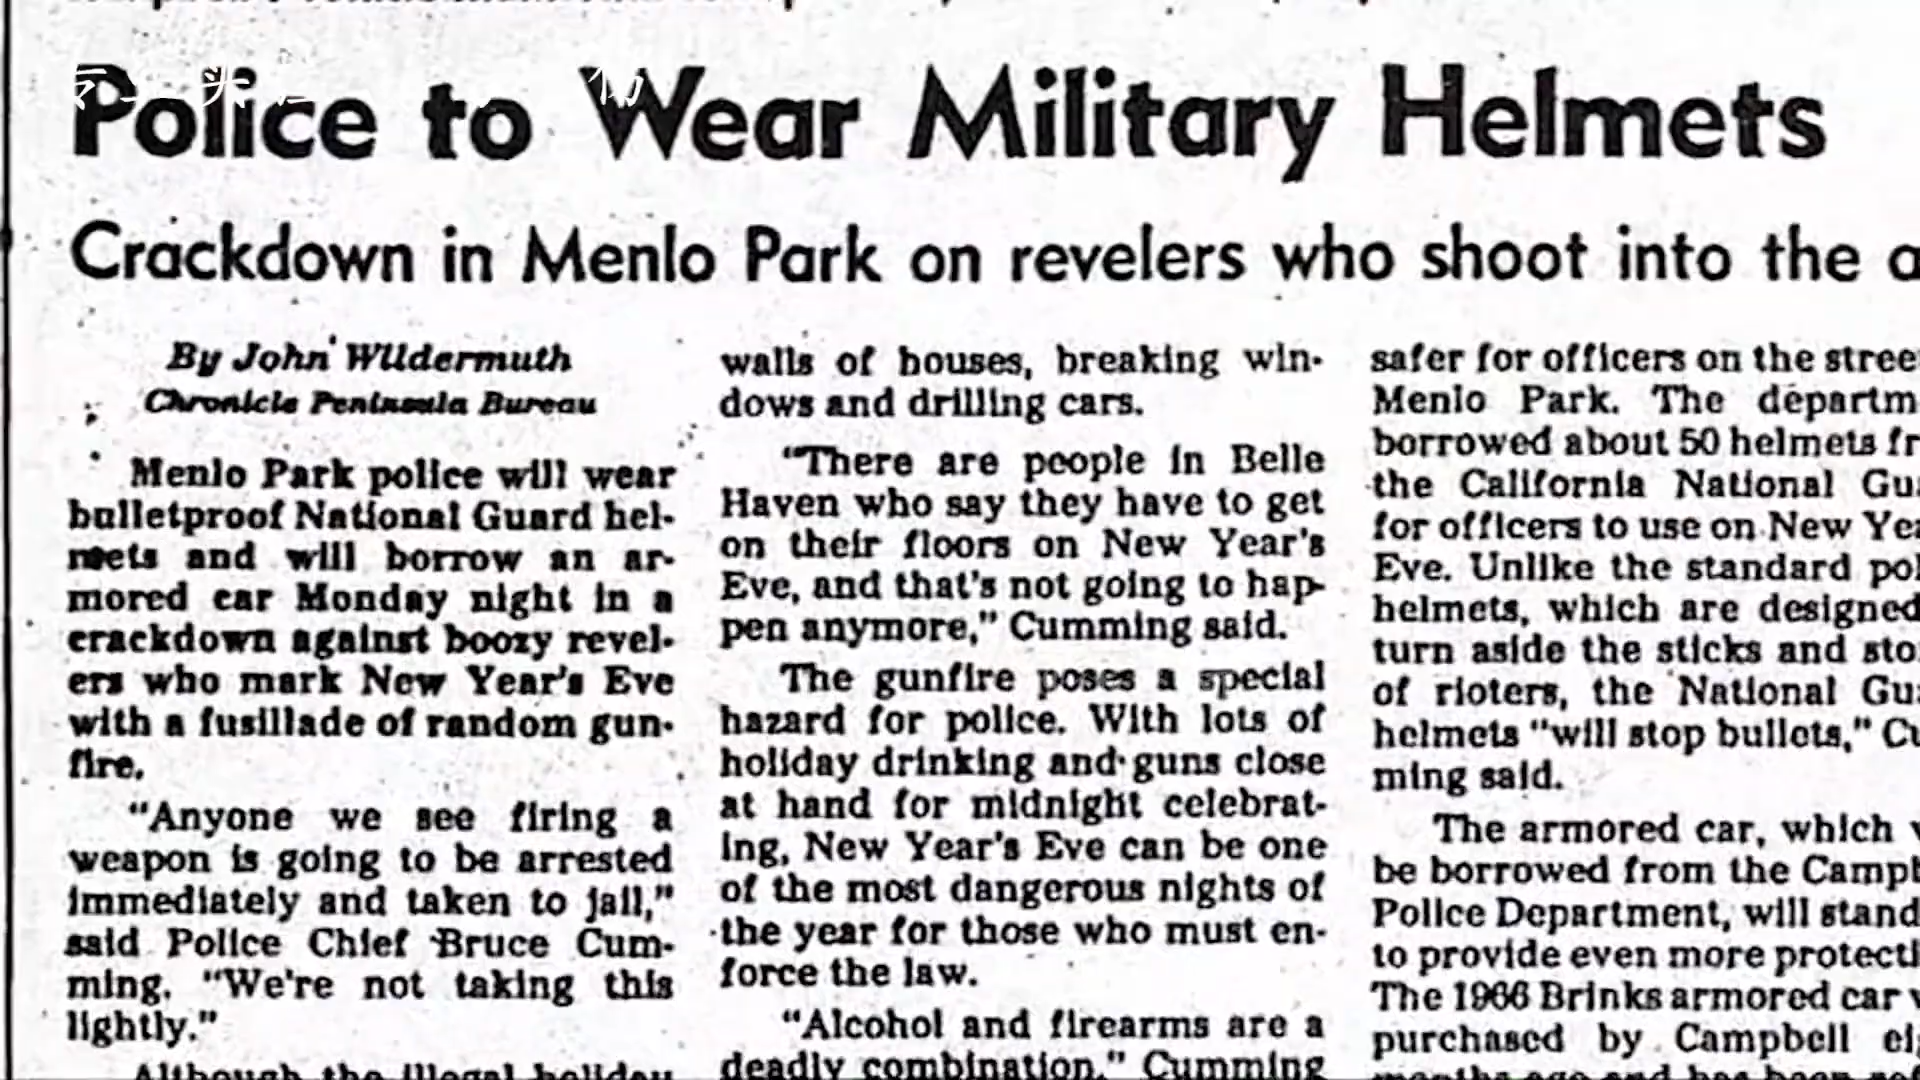 Police to Wear Military Helmets
Crackdown in Menlo Park on revelers who shoot into the
By John Wildermuth
Chronicle Peninsula Bureau
Menlo Park police will wear
bulletproof National Guard hel-
mets and will borrow an ar-
mored car Monday night in a
crackdown against boozy revel-
ers who mark New Year's Eve
with a fusillade of random gun-
fire.
"Anyone we see firing a
weapon is going to be arrested
immediately and taken to jail,"
said Police Chief Bruce Cum-
ming. "We're not taking this
lightly."
Although the illegal holiday
walls of houses, breaking win-
dows and drilling cars.
"There are people in Belle
Haven who say they have to get
on their floors on New Year's
Eve, and that's not going to hap-
pen anymore," Cumming said.
The gunfire poses a special
hazard for police. With lots of
holiday drinking and guns close
at hand for midnight celebrat-
ing, New Year's Eve can be one
of the most dangerous nights of
the year for those who must en-
force the law.
"Alcohol and firearms are a
deadly combination," Cumming
safer for officers on the stree
Menlo Park. The departm
borrowed about 50 helmets fr
the California National Gu
for officers to use on New Yea
Eve. Unlike the standard pol
helmets, which are designed
turn aside the sticks and sto
of rioters, the National Gu
helmets "will stop bullets," Cu
ming said.
The armored car, which
be borrowed from the Campb
Police Department, will stand
to provide even more protecti
The 1966 Brinks armored car
purchased by Campbell ei
months ago and has been